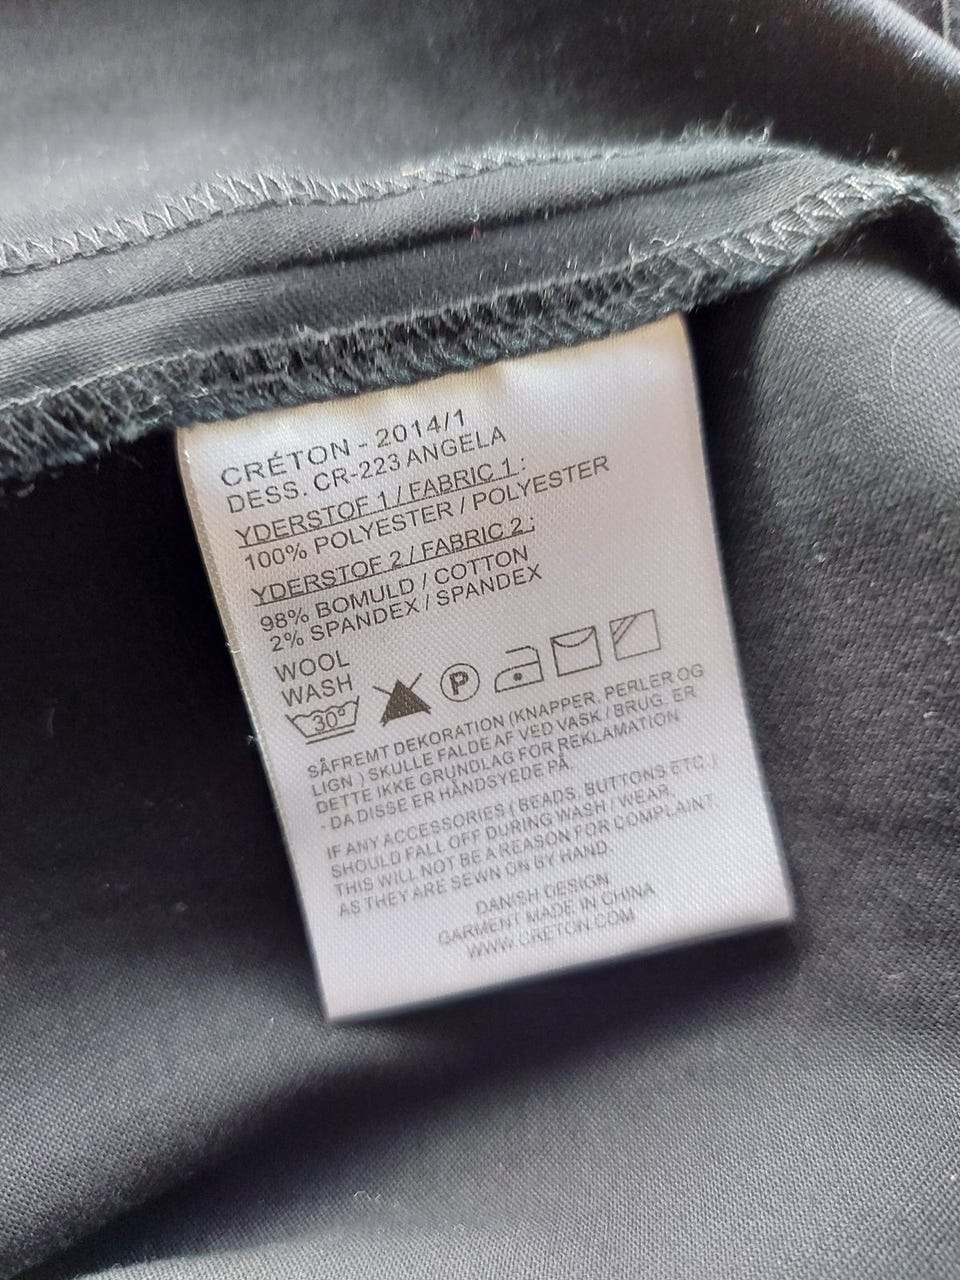 CRÉTON - 2014/1
DESS. CR-223 ANGELA
YDERSTOF 1 / FABRIC 1 :
100% POLYESTER / POLYESTER
YDERSTOF 2 / FABRIC 2 :
98% BOMULD / COTTON
2% SPANDEX / SPANDEX
WOOL
WASH
30° P
SÅFREMT DEKORATION (KNAPPER, PERLER OG
LIGN.) SKULLE FALDE AF VED VASK / BRUG, ER
DETTE IKKE GRUNDLAG FOR REKLAMATION
- DA DISSE ER HÅNDSYEDE PÅ.
IF ANY ACCESSORIES ( BEADS, BUTTONS ETC.)
SHOULD FALL OFF DURING WASH / WEAR,
THIS WILL NOT BE A REASON FOR COMPLAINT,
AS THEY ARE SEWN ON BY HAND.
DANISH DESIGN
GARMENT MADE IN CHINA
WWW.CRETON.COM